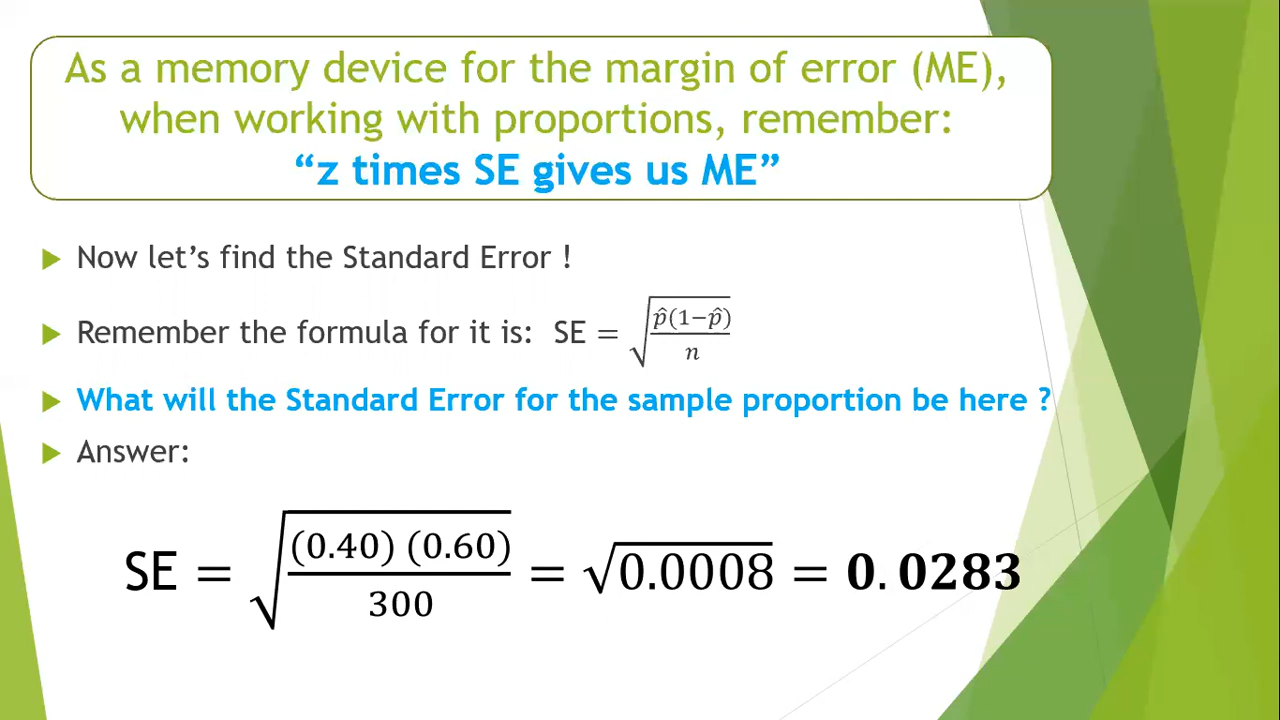 As a memory device for the margin of error (ME),
when working with proportions, remember:
“z times SE gives us ME”
Now let’s find the Standard Error !
Remember the formula for it is: SE = √(p̂(1−p̂)/n)
What will the Standard Error for the sample proportion be here ?
Answer:
SE = √((0.40) (0.60)/300) = √0.0008 = 0.0283